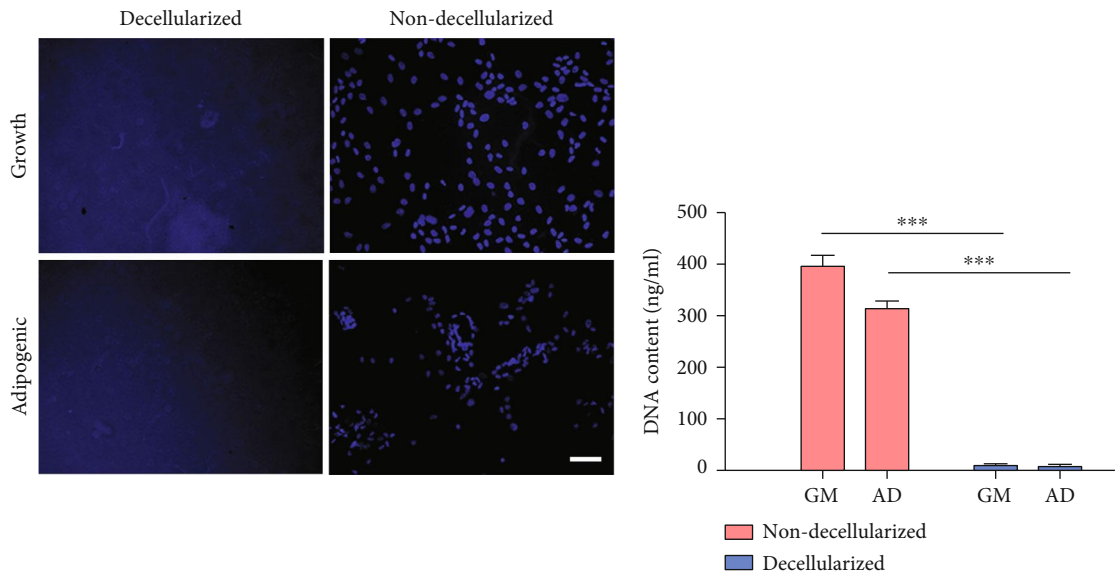 Decellularized Non-decellularized
Growth
Adipogenic
DNA content (ng/ml)
500
400
300
200
100
0
***
***
GM AD GM AD
Non-decellularized
Decellularized